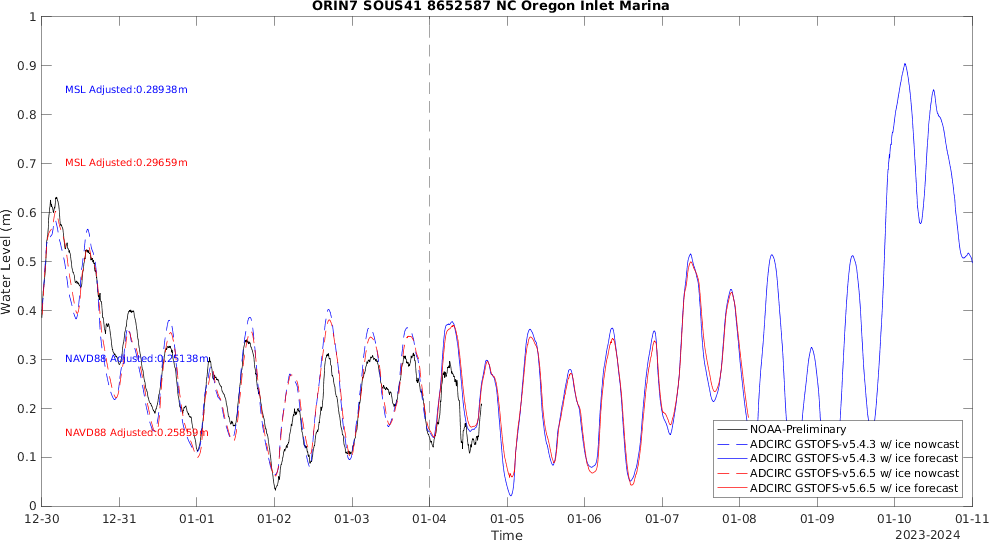 ORIN7 SOUS41 8652587 NC Oregon Inlet Marina
1
0.9
0.8
0.7
0.6
0.5
0.4
0.3
0.2
0.1
0
Water Level (m)
MSL Adjusted:0.28938m
MSL Adjusted:0.29659m
NAVD88 Adjusted:0.25138m
NAVD88 Adjusted:0.25859m
NOAA-Preliminary
ADCIRC GSTOFS-v5.4.3 w/ ice nowcast
ADCIRC GSTOFS-v5.4.3 w/ ice forecast
ADCIRC GSTOFS-v5.6.5 w/ ice nowcast
ADCIRC GSTOFS-v5.6.5 w/ ice forecast
12-30 12-31 01-01 01-02 01-03 01-04 01-05 01-06 01-07 01-08 01-09 01-10 01-11
Time
2023-2024